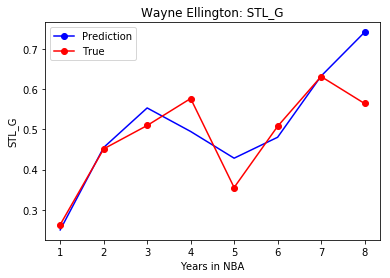 Wayne Ellington: STL_G
Prediction
True
0.7
0.6
0.5
0.4
0.3
STL_G
1 2 3 4 5 6 7 8
Years in NBA